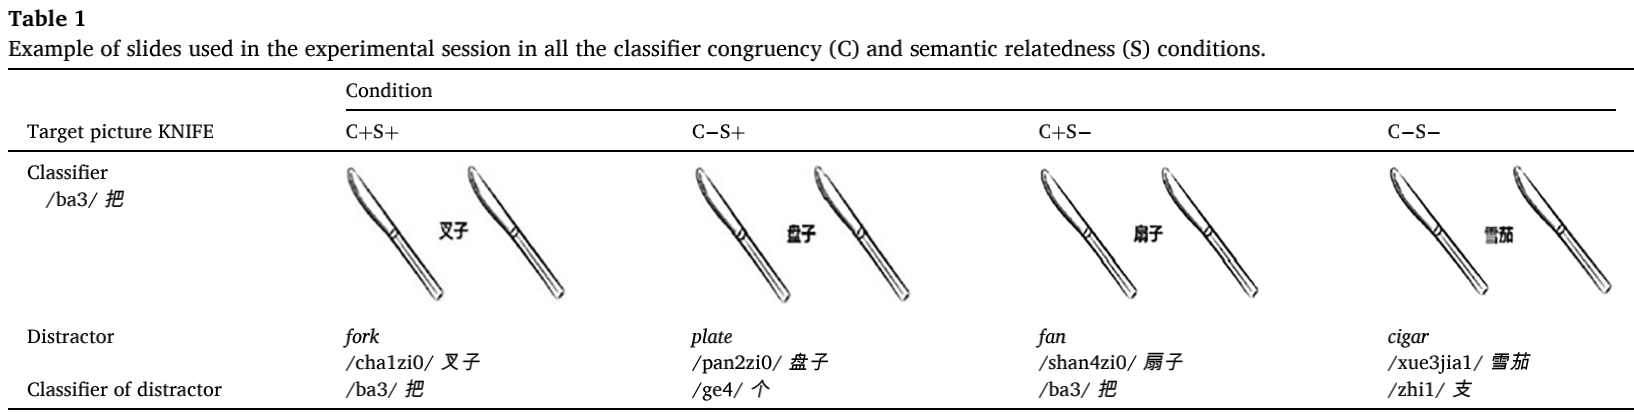 Table 1
Example of slides used in the experimental session in all the classifier congruency (C) and semantic relatedness (S) conditions.
Condition
Target picture KNIFE C+S+ C−S+ C+S− C−S−
Classifier
/ba3/ 把
叉子 盘子 扇子 雪茄
Distractor fork plate fan cigar
/cha1zi0/ 叉子 /pan2zi0/ 盘子 /shan4zi0/ 扇子 /xue3jia1/ 雪茄
Classifier of distractor /ba3/ 把 /ge4/ 个 /ba3/ 把 /zhi1/ 支